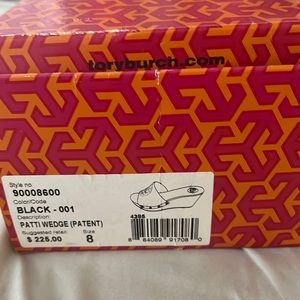 toryburch.com
Style no.
90008600
Color/Code
BLACK - 001
Description:
PATTI WEDGE (PATENT)
Suggested retail: Size
$ 225.00 8
4385
8 84089 91708 0